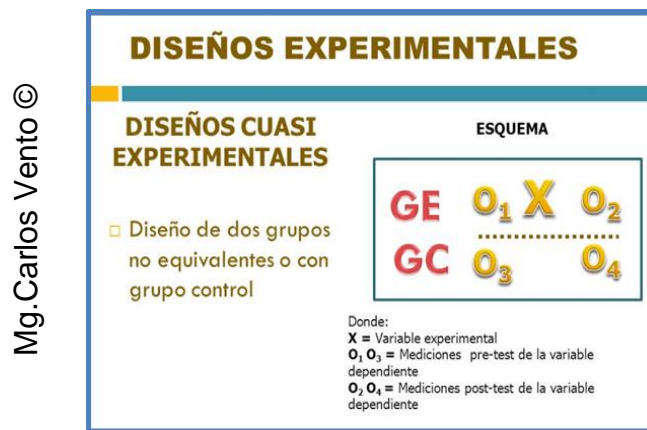 Mg.Carlos Vento ©
DISEÑOS EXPERIMENTALES
DISEÑOS CUASI
EXPERIMENTALES
Diseño de dos grupos
no equivalentes o con
grupo control
ESQUEMA
GE O₁ X O₂
GC O₃ O₄
Donde:
X = Variable experimental
O₁ O₃ = Mediciones pre-test de la variable
dependiente
O₂ O₄ = Mediciones post-test de la variable
dependiente